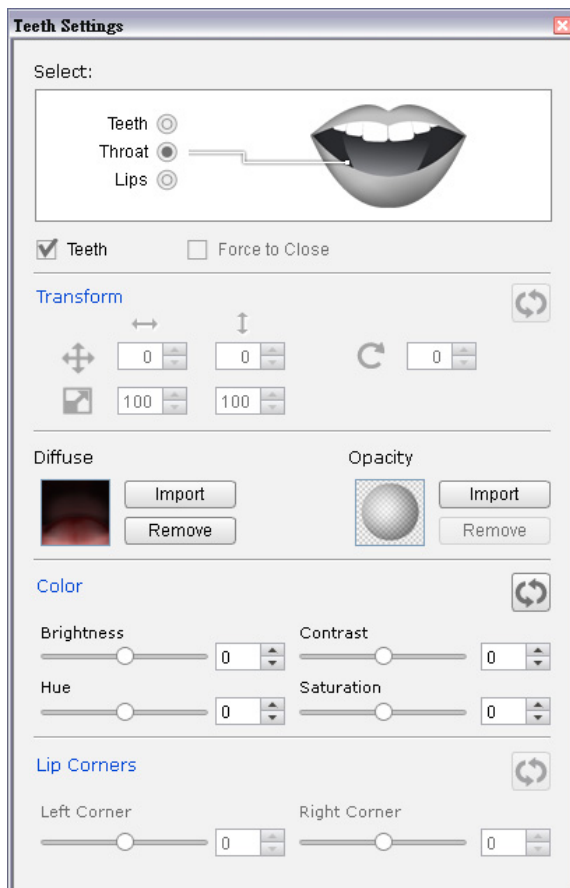 Teeth Settings
Select:
Teeth
Throat
Lips
Teeth Force to Close
Transform
0 0 0
100 100
Diffuse Opacity
Import Import
Remove Remove
Color
Brightness Contrast
0 0
Hue Saturation
0 0
Lip Corners
Left Corner Right Corner
0 0